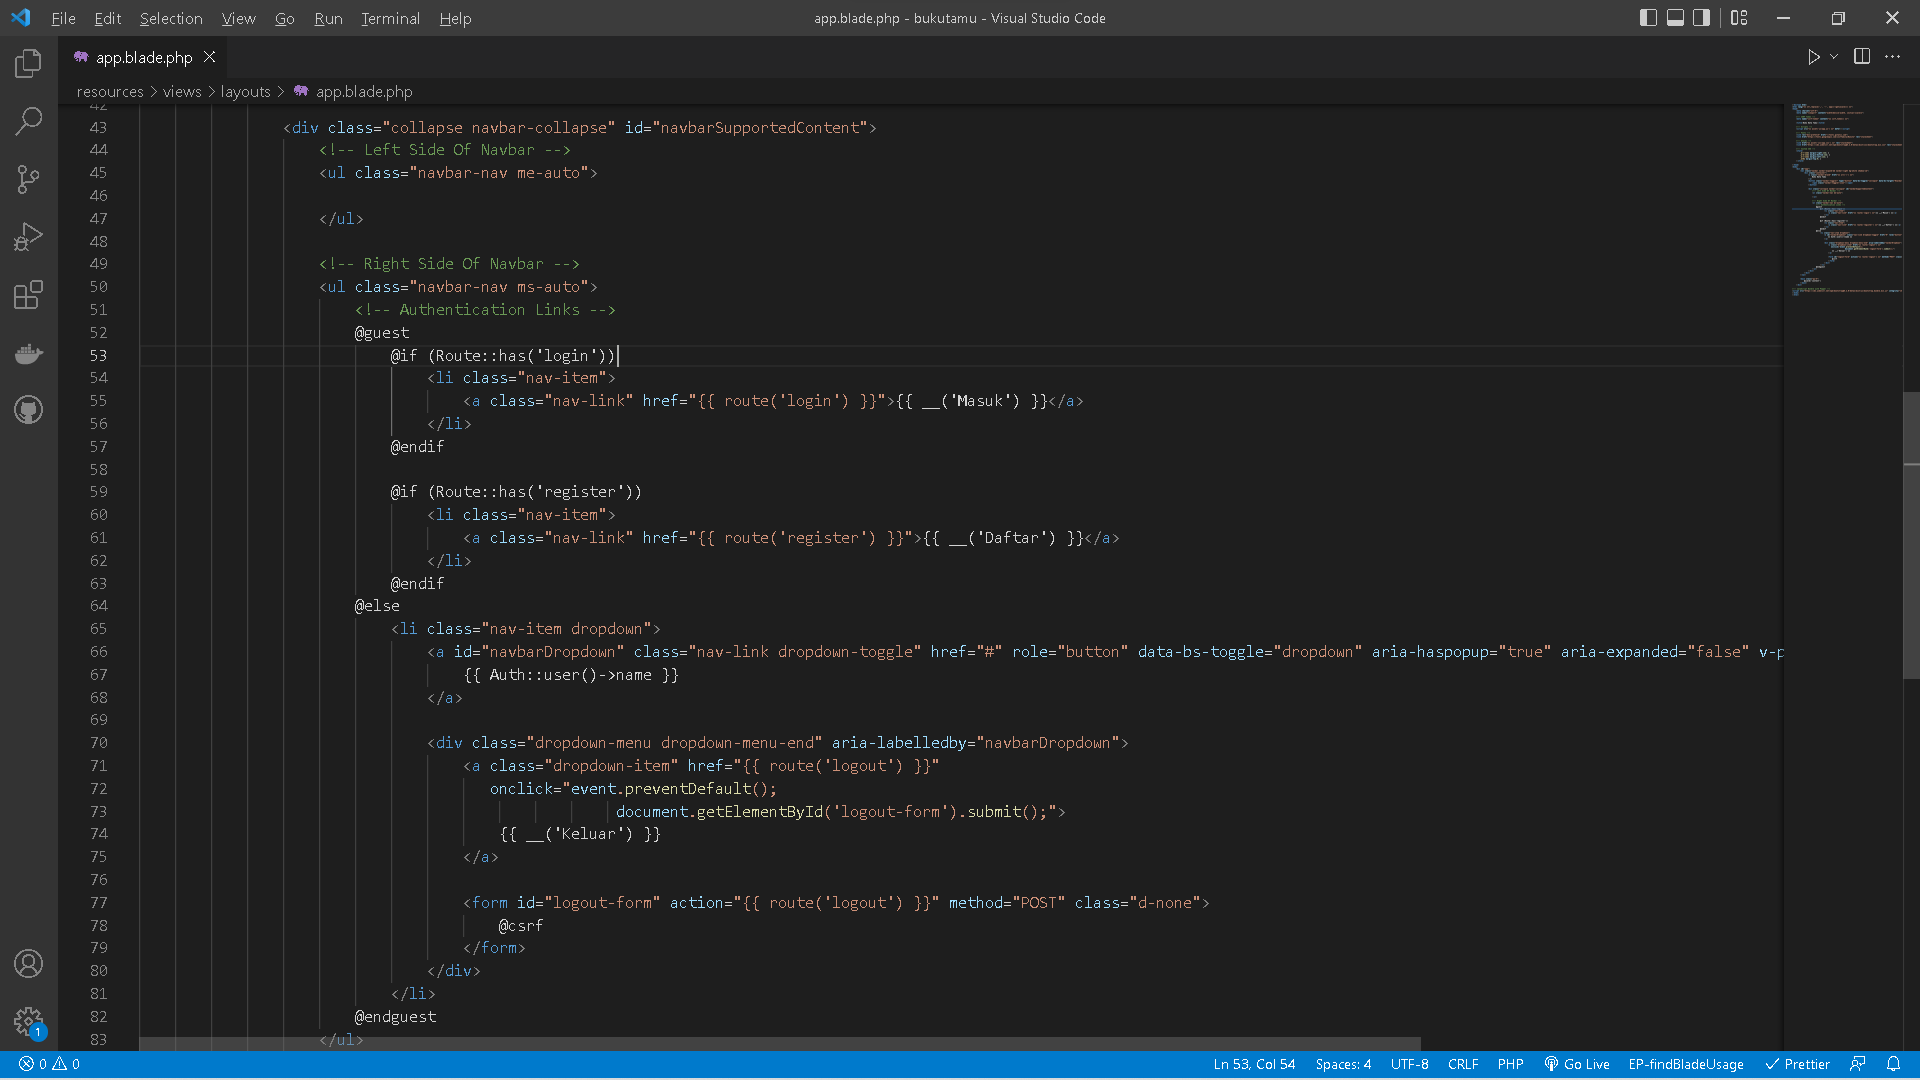 File Edit Selection View Go Run Terminal Help app.blade.php - bukutamu - Visual Studio Code
app.blade.php
resources > views > layouts > app.blade.php
42
43 <div class="collapse navbar-collapse" id="navbarSupportedContent">
44 <!-- Left Side Of Navbar -->
45 <ul class="navbar-nav me-auto">
46
47 </ul>
48
49 <!-- Right Side Of Navbar -->
50 <ul class="navbar-nav ms-auto">
51 <!-- Authentication Links -->
52 @guest
53 @if (Route::has('login'))
54 <li class="nav-item">
55 <a class="nav-link" href="{{ route('login') }}">{{ __('Masuk') }}</a>
56 </li>
57 @endif
58
59 @if (Route::has('register'))
60 <li class="nav-item">
61 <a class="nav-link" href="{{ route('register') }}">{{ __('Daftar') }}</a>
62 </li>
63 @endif
64 @else
65 <li class="nav-item dropdown">
66 <a id="navbarDropdown" class="nav-link dropdown-toggle" href="#" role="button" data-bs-toggle="dropdown" aria-haspopup="true" aria-expanded="false" v-p
67 {{ Auth::user()->name }}
68 </a>
69
70 <div class="dropdown-menu dropdown-menu-end" aria-labelledby="navbarDropdown">
71 <a class="dropdown-item" href="{{ route('logout') }}"
72 onclick="event.preventDefault();
73 document.getElementById('logout-form').submit();">
74 {{ __('Keluar') }}
75 </a>
76
77 <form id="logout-form" action="{{ route('logout') }}" method="POST" class="d-none">
78 @csrf
79 </form>
80 </div>
81 </li>
82 @endguest
83 </ul>
1
0 0 Ln 53, Col 54 Spaces: 4 UTF-8 CRLF PHP Go Live EP-findBladeUsage Prettier